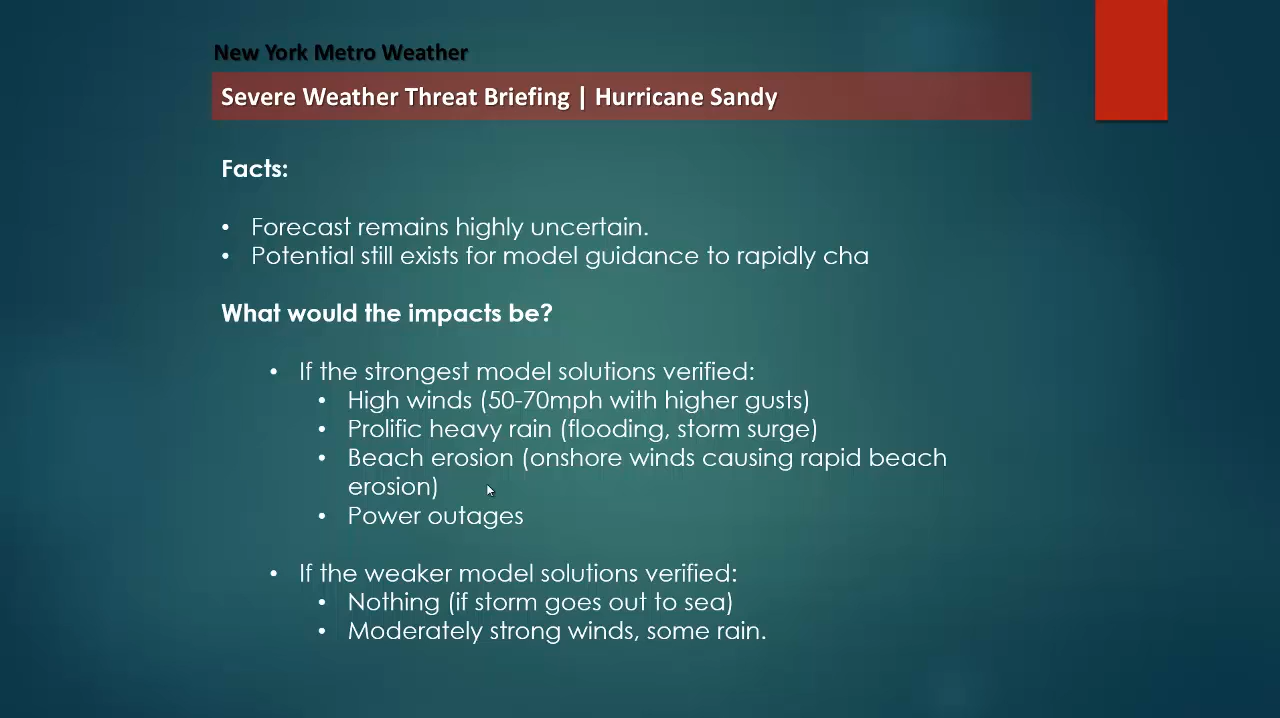 New York Metro Weather
Severe Weather Threat Briefing | Hurricane Sandy
Facts:
• Forecast remains highly uncertain.
• Potential still exists for model guidance to rapidly cha
What would the impacts be?
• If the strongest model solutions verified:
• High winds (50-70mph with higher gusts)
• Prolific heavy rain (flooding, storm surge)
• Beach erosion (onshore winds causing rapid beach
erosion)
• Power outages
• If the weaker model solutions verified:
• Nothing (if storm goes out to sea)
• Moderately strong winds, some rain.